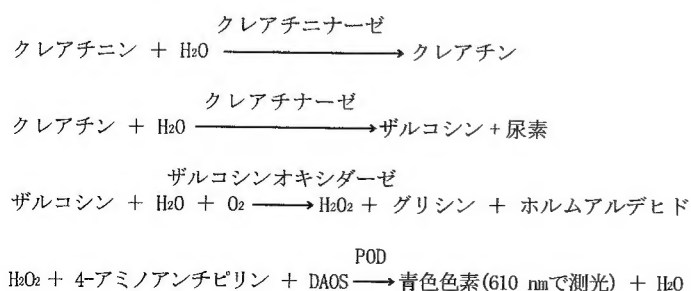 クレアチニナーゼ
クレアチニン + H2O ⟶ クレアチン
クレアチナーゼ
クレアチン + H2O ⟶ ザルコシン + 尿素
ザルコシンオキシダーゼ
ザルコシン + H2O + O2 ⟶ H2O2 + グリシン + ホルムアルデヒド
POD
H2O2 + 4-アミノアンチピリン + DAOS ⟶ 青色色素(610 nmで測光) + H2O